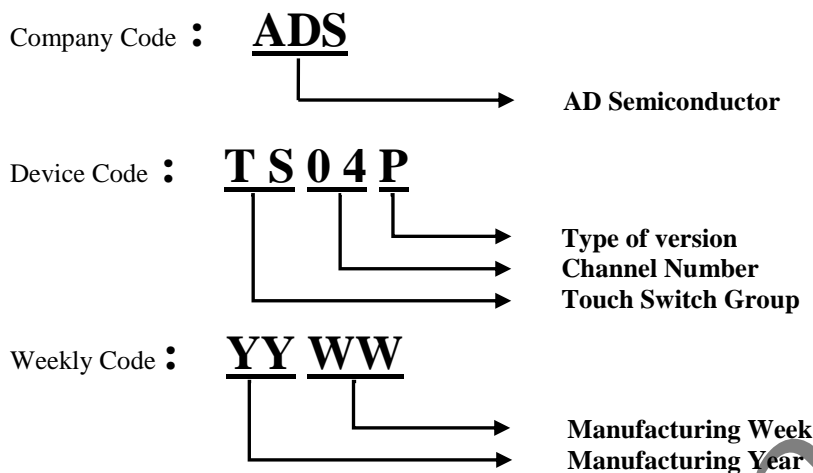 Company Code : ADS
AD Semiconductor
Device Code : T S 0 4 P
Type of version
Channel Number
Touch Switch Group
Weekly Code : YY WW
Manufacturing Week
Manufacturing Year